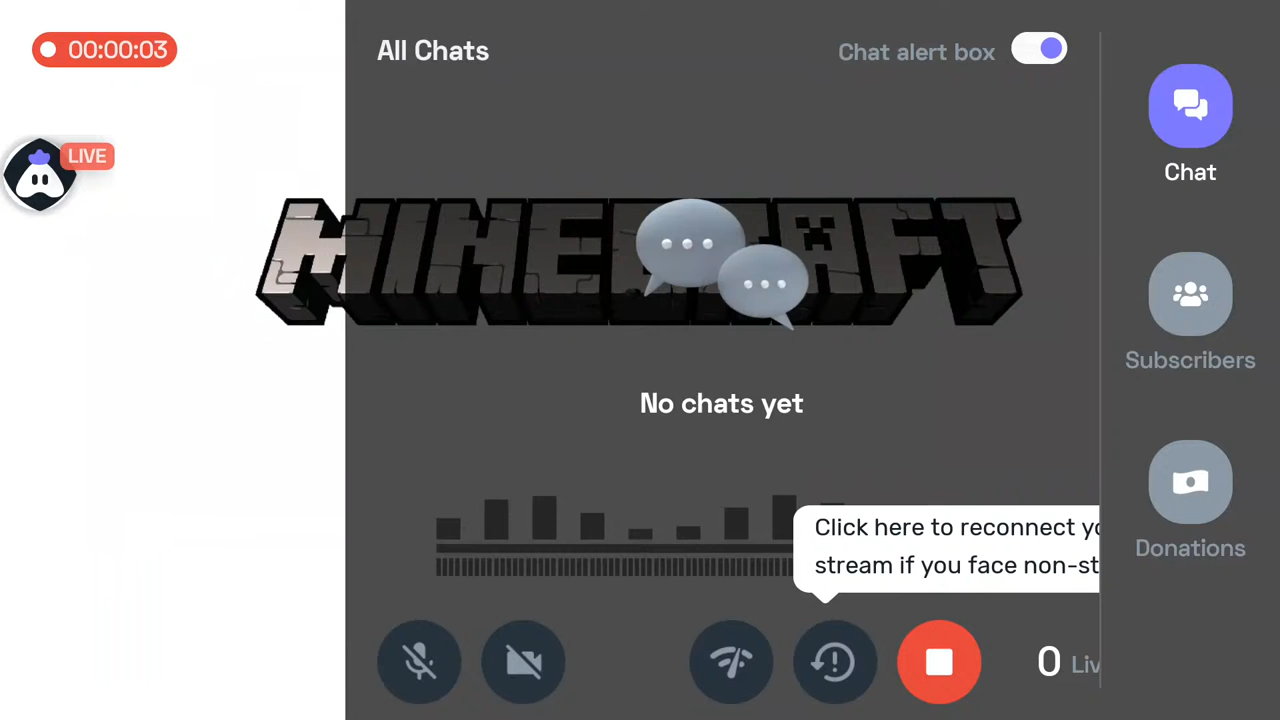 00:00:03
All Chats
Chat alert box
Chat
LIVE
MINECRAFT
Subscribers
No chats yet
Click here to reconnect yo
stream if you face non-st
Donations
0 Liv